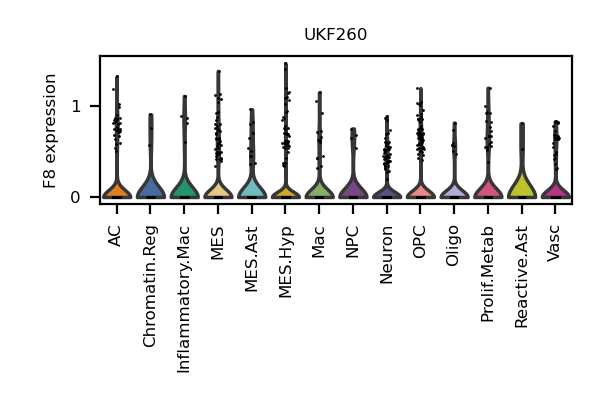 UKF260
F8 expression
1
0
AC
Chromatin.Reg
Inflammatory.Mac
MES
MES.Ast
MES.Hyp
Mac
NPC
Neuron
OPC
Oligo
Prolif.Metab
Reactive.Ast
Vasc